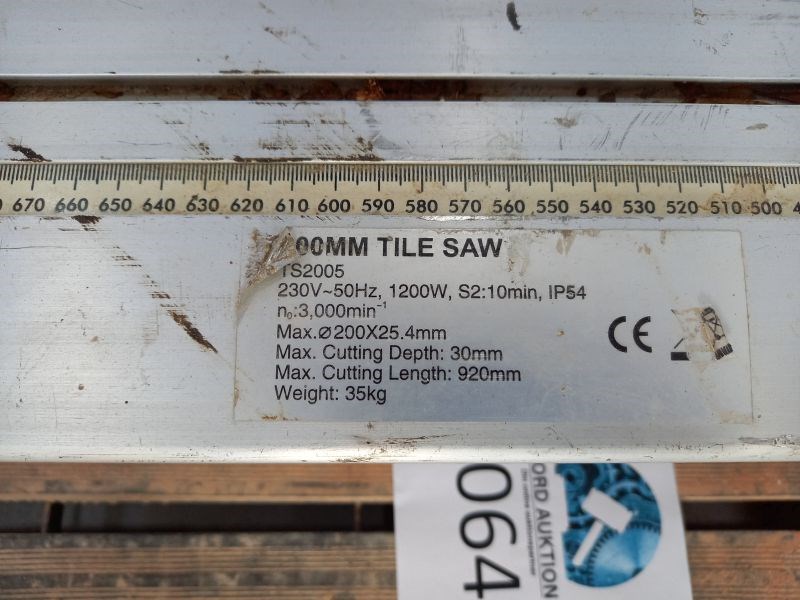 670 660 650 640 630 620 610 600 590 580 570 560 550 540 530 520 510 500
00MM TILE SAW
TS2005
230V~50Hz, 1200W, S2:10min, IP54
n₀:3,000min⁻¹
Max.ø200X25.4mm
Max. Cutting Depth: 30mm
Max. Cutting Length: 920mm
Weight: 35kg
CE
ORD AUKTION
064